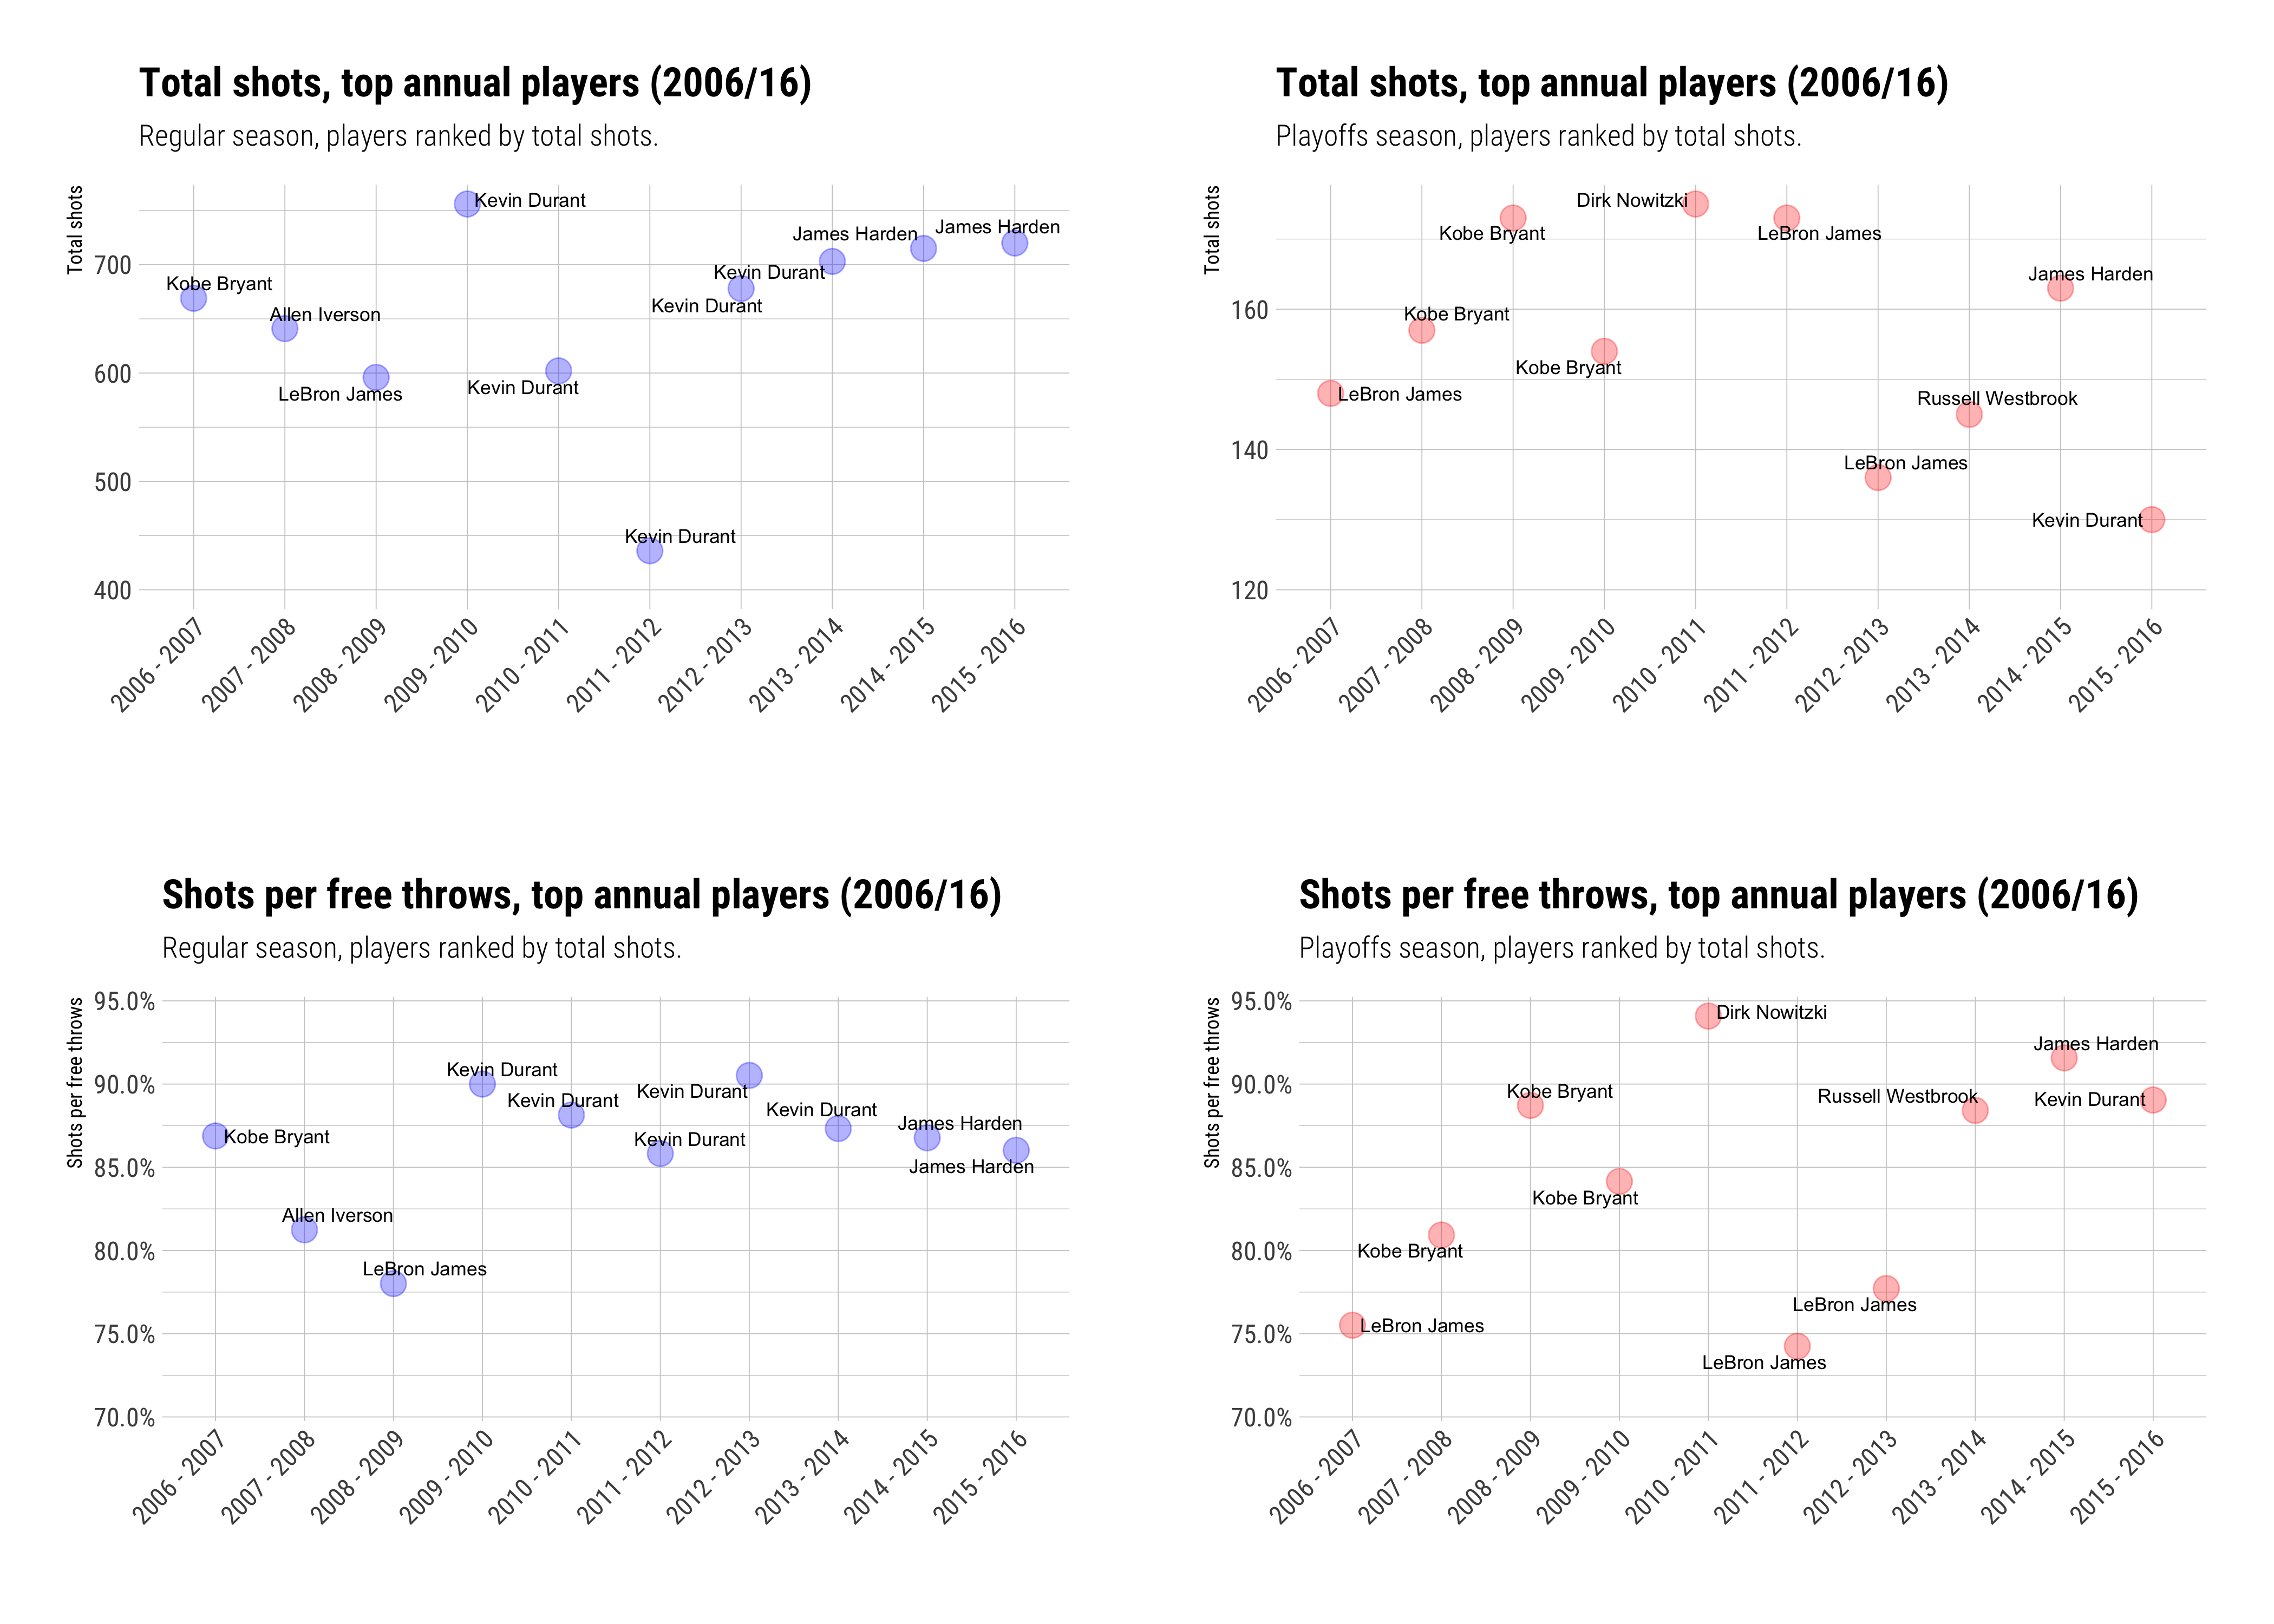 Total shots, top annual players (2006/16)
Regular season, players ranked by total shots.
Total shots
700
600
500
400
Kobe Bryant
Allen Iverson
LeBron James
Kevin Durant
Kevin Durant
Kevin Durant
Kevin Durant
Kevin Durant
James Harden
James Harden
2006 - 2007
2007 - 2008
2008 - 2009
2009 - 2010
2010 - 2011
2011 - 2012
2012 - 2013
2013 - 2014
2014 - 2015
2015 - 2016
Total shots, top annual players (2006/16)
Playoffs season, players ranked by total shots.
Total shots
160
140
120
LeBron James
Kobe Bryant
Kobe Bryant
Kobe Bryant
Dirk Nowitzki
LeBron James
LeBron James
Russell Westbrook
James Harden
Kevin Durant
2006 - 2007
2007 - 2008
2008 - 2009
2009 - 2010
2010 - 2011
2011 - 2012
2012 - 2013
2013 - 2014
2014 - 2015
2015 - 2016
Shots per free throws, top annual players (2006/16)
Regular season, players ranked by total shots.
Shots per free throws
95.0%
90.0%
85.0%
80.0%
75.0%
70.0%
Kobe Bryant
Allen Iverson
LeBron James
Kevin Durant
Kevin Durant
Kevin Durant
Kevin Durant
Kevin Durant
James Harden
James Harden
2006 - 2007
2007 - 2008
2008 - 2009
2009 - 2010
2010 - 2011
2011 - 2012
2012 - 2013
2013 - 2014
2014 - 2015
2015 - 2016
Shots per free throws, top annual players (2006/16)
Playoffs season, players ranked by total shots.
Shots per free throws
95.0%
90.0%
85.0%
80.0%
75.0%
70.0%
LeBron James
Kobe Bryant
Kobe Bryant
Kobe Bryant
Dirk Nowitzki
LeBron James
LeBron James
Russell Westbrook
James Harden
Kevin Durant
2006 - 2007
2007 - 2008
2008 - 2009
2009 - 2010
2010 - 2011
2011 - 2012
2012 - 2013
2013 - 2014
2014 - 2015
2015 - 2016